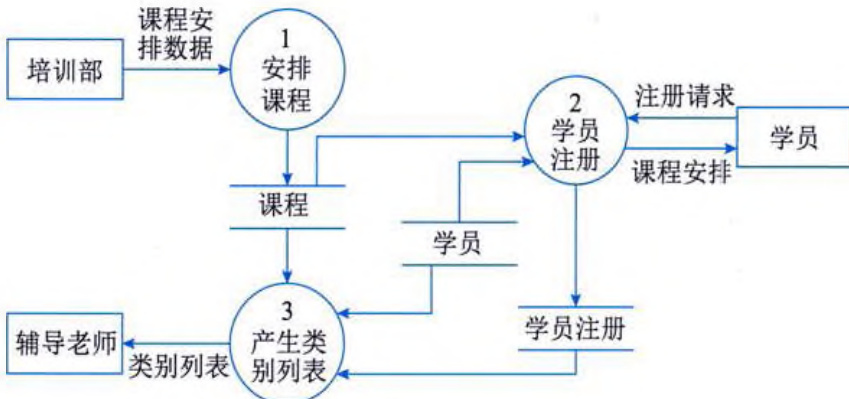 课程安
排数据
培训部
1
安排
课程
2
学员
注册
注册请求
学员
课程安排
课程
学员
学员注册
3
产生类
别列表
辅导老师
类别列表